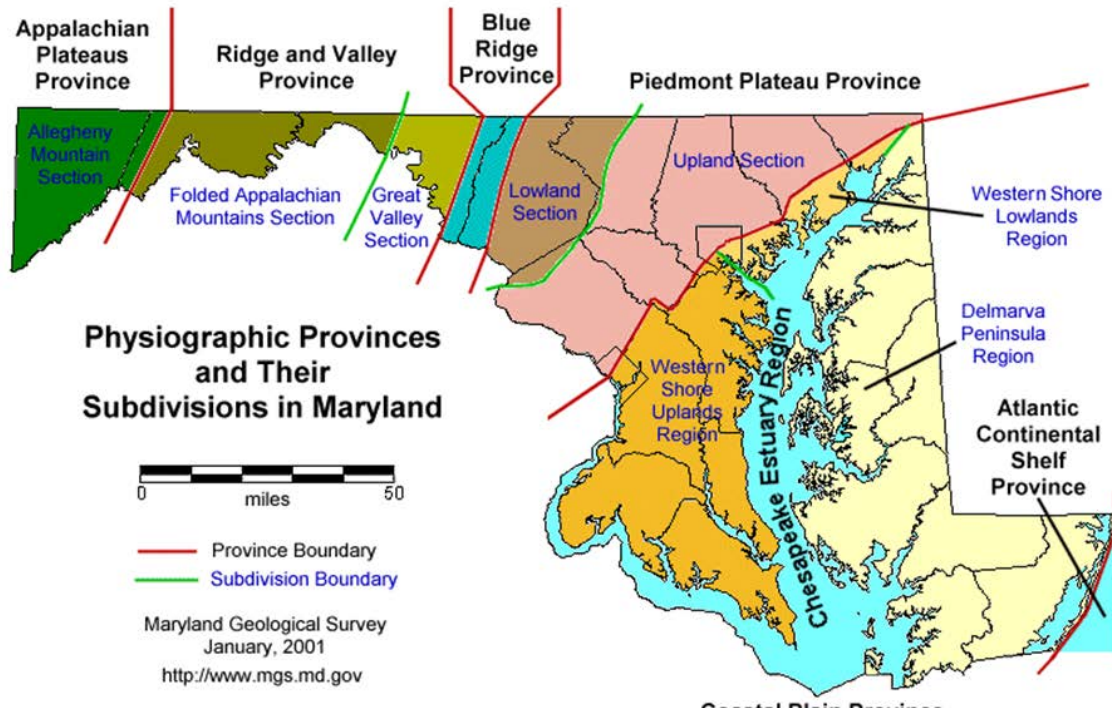 Appalachian
Plateaus
Province
Ridge and Valley
Province
Blue
Ridge
Province
Piedmont Plateau Province
Allegheny
Mountain
Section
Folded Appalachian
Mountains Section
Great
Valley
Section
Lowland
Section
Upland Section
Western Shore
Lowlands
Region
Delmarva
Peninsula
Region
Western
Shore
Uplands
Region
Chesapeake Estuary Region
Atlantic
Continental
Shelf
Province
Physiographic Provinces
and Their
Subdivisions in Maryland
0 50
miles
Province Boundary
Subdivision Boundary
Maryland Geological Survey
January, 2001
http://www.mgs.md.gov
Coastal Plain Province